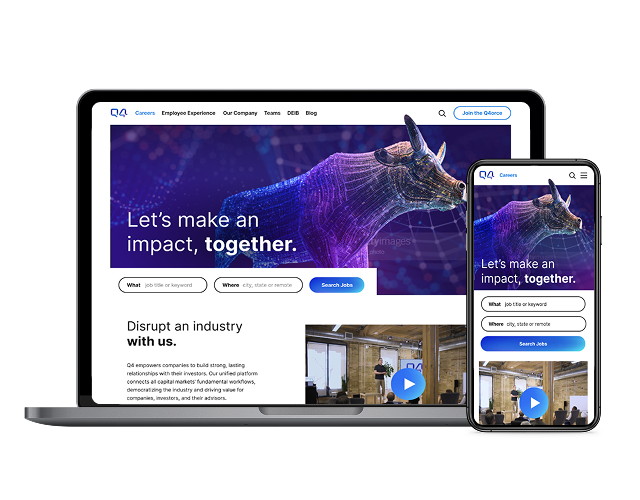 Q4 Careers Employee Experience Our Company Teams DEIB Blog Join the Q4orce
Let's make an
impact, together.
What job title or keyword Where city, state or remote Search Jobs
Disrupt an industry
with us.
Q4 empowers companies to build strong, lasting
relationships with their investors. Our unified platform
connects all capital markets' fundamental workflows,
democratizing the industry and driving value for
companies, investors, and their advisors.
Q4
Q4 Careers
Let's make an
impact, together.
What job title or keyword
Where city, state or remote
Search Jobs